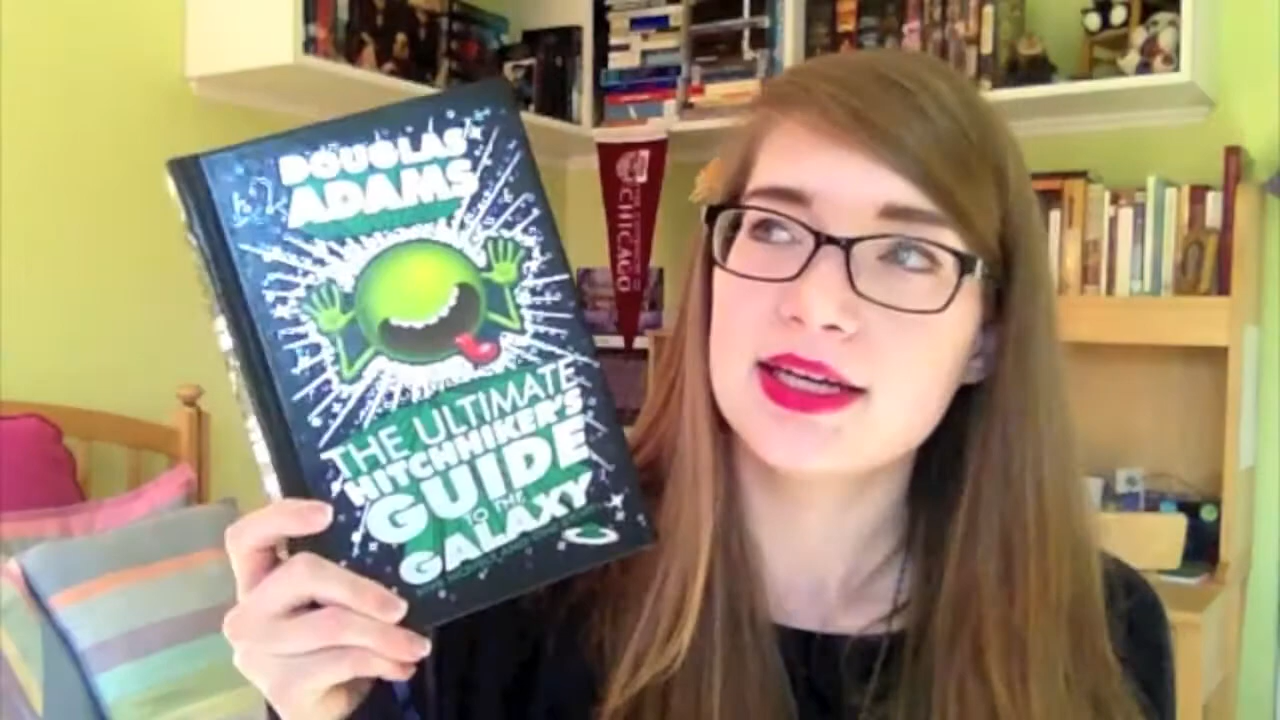 DOUGLAS
ADAMS
THE ULTIMATE
HITCHHIKER'S
GUIDE
TO THE
GALAXY
CHICAGO